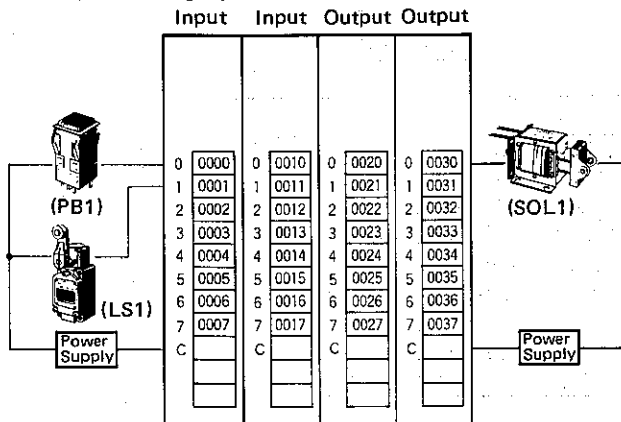 Input Input Output Output
0 0000 0 0010 0 0020 0 0030
1 0001 1 0011 1 0021 1 0031
(PB1) 2 0002 2 0012 2 0022 2 0032 (SOL1)
3 0003 3 0013 3 0023 3 0033
4 0004 4 0014 4 0024 4 0034
5 0005 5 0015 5 0025 5 0035
(LS1) 6 0006 6 0016 6 0026 6 0036
7 0007 7 0017 7 0027 7 0037
Power Supply C C C C Power Supply